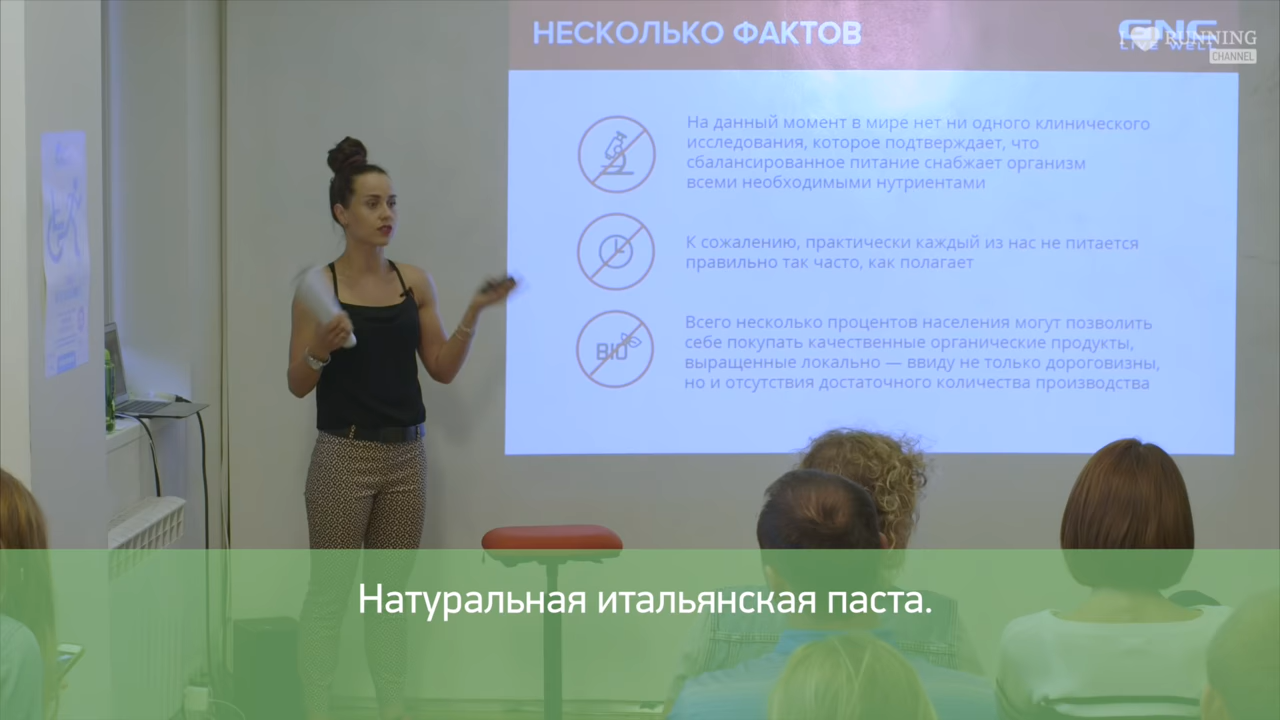 НЕСКОЛЬКО ФАКТОВ
GNC
LIVE WELL
I RUNNING
CHANNEL
На данный момент в мире нет ни одного клинического
исследования, которое подтверждает, что
сбалансированное питание снабжает организм
всеми необходимыми нутриентами
К сожалению, практически каждый из нас не питается
правильно так часто, как полагает
BIO
Всего несколько процентов населения могут позволить
себе покупать качественные органические продукты,
выращенные локально — ввиду не только дороговизны,
но и отсутствия достаточного количества производства
Натуральная итальянская паста.